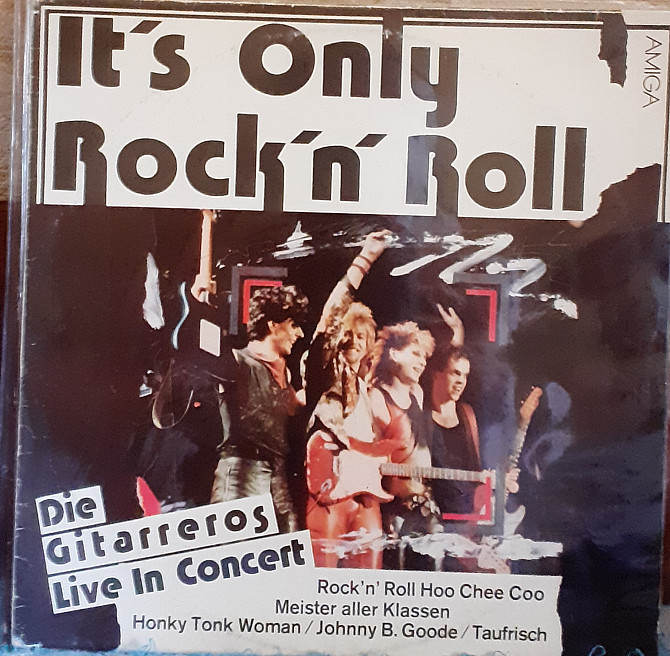 It's Only
Rock'n' Roll
AMIGA
Die
Gitarreros
Live In Concert
Rock'n' Roll Hoo Chee Coo
Meister aller Klassen
Honky Tonk Woman / Johnny B. Goode / Taufrisch